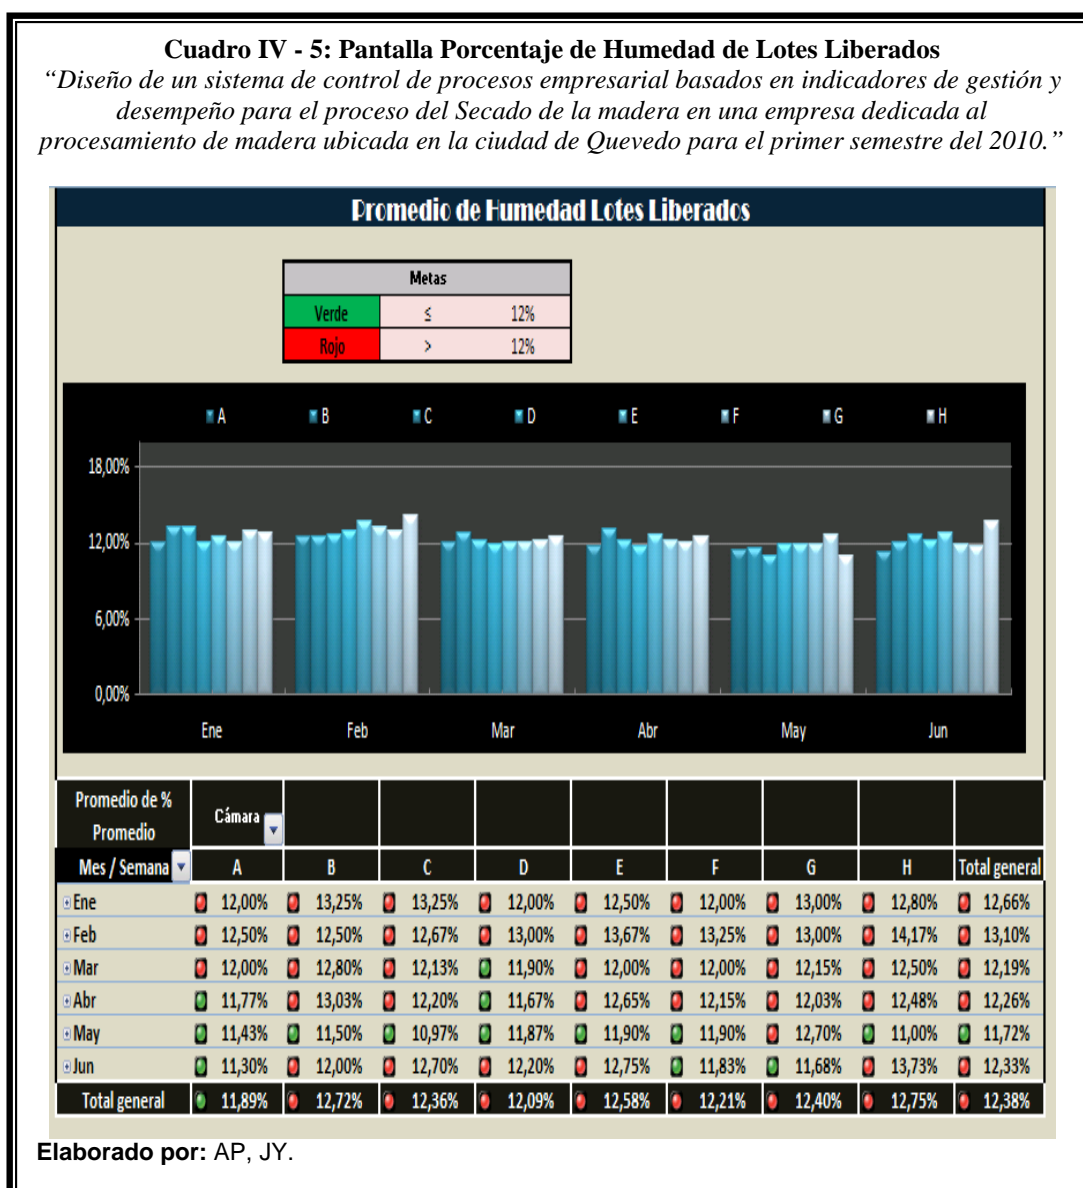 Cuadro IV - 5: Pantalla Porcentaje de Humedad de Lotes Liberados
“Diseño de un sistema de control de procesos empresarial basados en indicadores de gestión y
desempeño para el proceso del Secado de la madera en una empresa dedicada al
procesamiento de madera ubicada en la ciudad de Quevedo para el primer semestre del 2010.”
Promedio de Humedad Lotes Liberados
Metas
Verde ≤ 12%
Rojo > 12%
A B C D E F G H
18,00%
12,00%
6,00%
0,00%
Ene Feb Mar Abr May Jun
Promedio de %
Promedio
Cámara
Mes / Semana A B C D E F G H Total general
Ene 12,00% 13,25% 13,25% 12,00% 12,50% 12,00% 13,00% 12,80% 12,66%
Feb 12,50% 12,50% 12,67% 13,00% 13,67% 13,25% 13,00% 14,17% 13,10%
Mar 12,00% 12,80% 12,13% 11,90% 12,00% 12,00% 12,15% 12,50% 12,19%
Abr 11,77% 13,03% 12,20% 11,67% 12,65% 12,15% 12,03% 12,48% 12,26%
May 11,43% 11,50% 10,97% 11,87% 11,90% 11,90% 12,70% 11,00% 11,72%
Jun 11,30% 12,00% 12,70% 12,20% 12,75% 11,83% 11,68% 13,73% 12,33%
Total general 11,89% 12,72% 12,36% 12,09% 12,58% 12,21% 12,40% 12,75% 12,38%
Elaborado por: AP, JY.